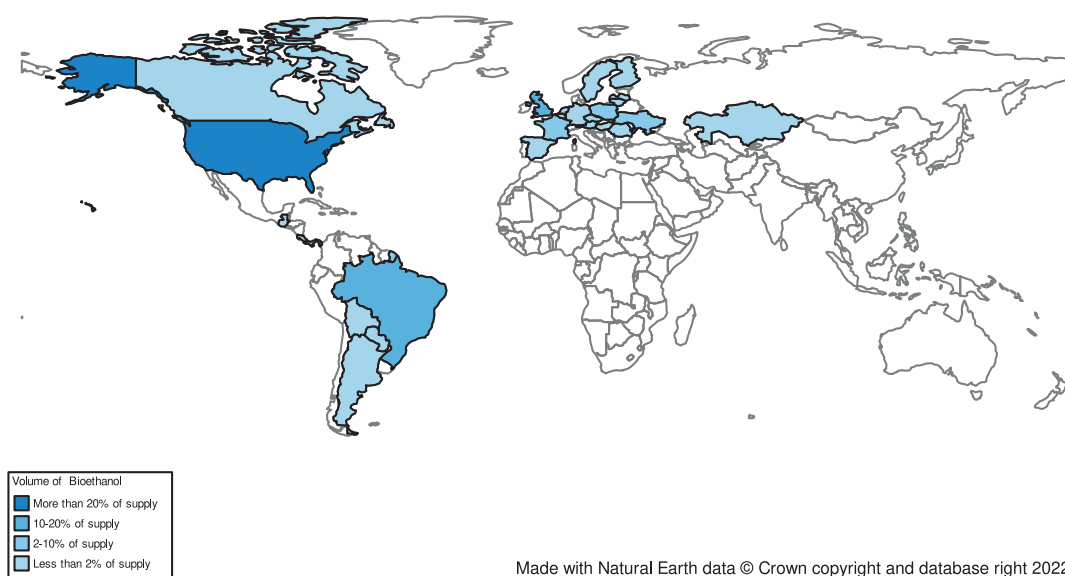 Volume of Bioethanol
More than 20% of supply
10-20% of supply
2-10% of supply
Less than 2% of supply
Made with Natural Earth data © Crown copyright and database right 2022